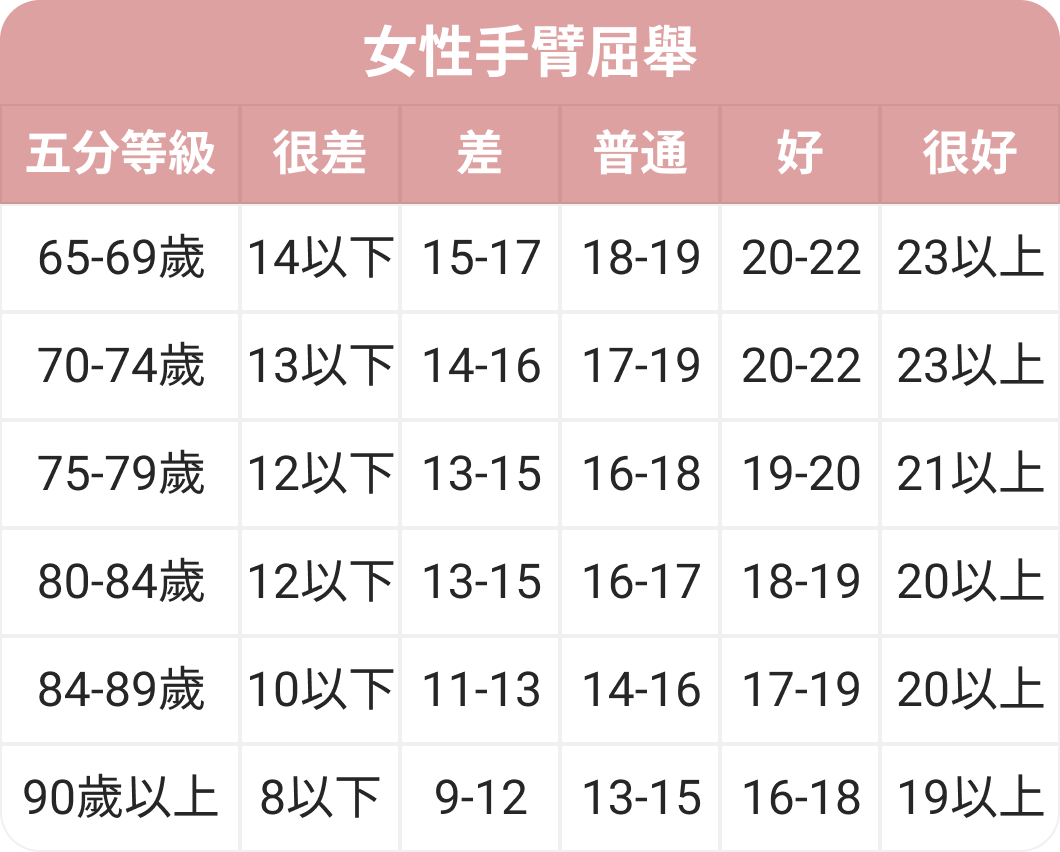 女性手臂屈舉
五分等級 很差 差 普通 好 很好
65-69歲 14以下 15-17 18-19 20-22 23以上
70-74歲 13以下 14-16 17-19 20-22 23以上
75-79歲 12以下 13-15 16-18 19-20 21以上
80-84歲 12以下 13-15 16-17 18-19 20以上
84-89歲 10以下 11-13 14-16 17-19 20以上
90歲以上 8以下 9-12 13-15 16-18 19以上